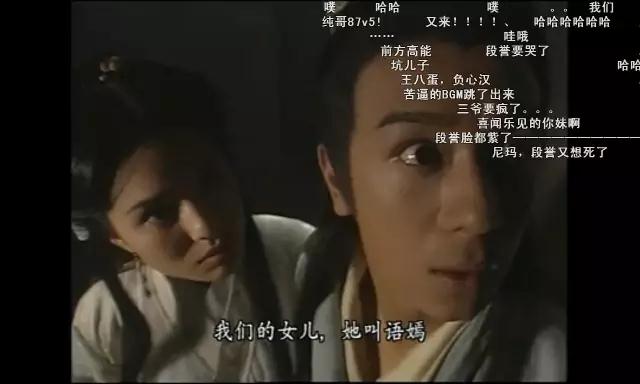 噗 哈哈 噗 。。 我们
纯哥87v5! 又来!!!!、 哈哈哈哈哈哈
…… 哇哦
前方高能 段誉要哭了
坑儿子 哈哈
王八蛋，负心汉
苦逼的BGM跳了出来
三爷要疯了。。。
喜闻乐见的你妹啊
段誉脸都紫了——————————
尼玛，段誉又想死了
我们的女儿，她叫语嫣